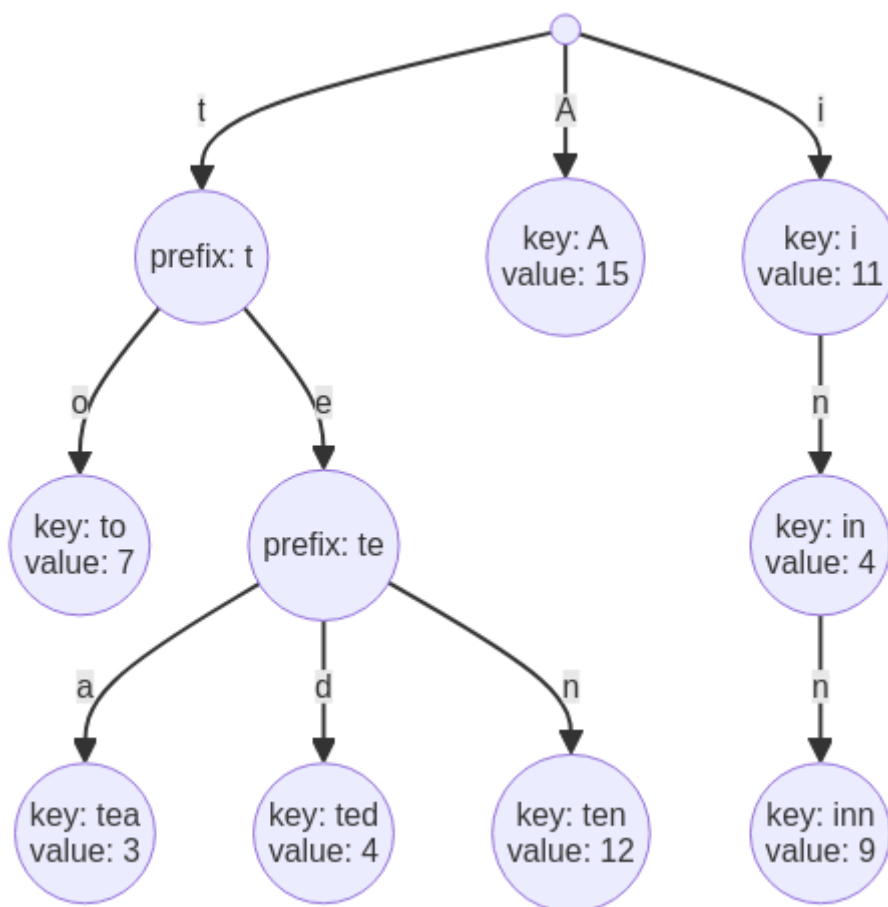 t
A
i
prefix: t
key: A
value: 15
key: i
value: 11
o
e
n
key: to
value: 7
prefix: te
key: in
value: 4
a
d
n
n
key: tea
value: 3
key: ted
value: 4
key: ten
value: 12
key: inn
value: 9